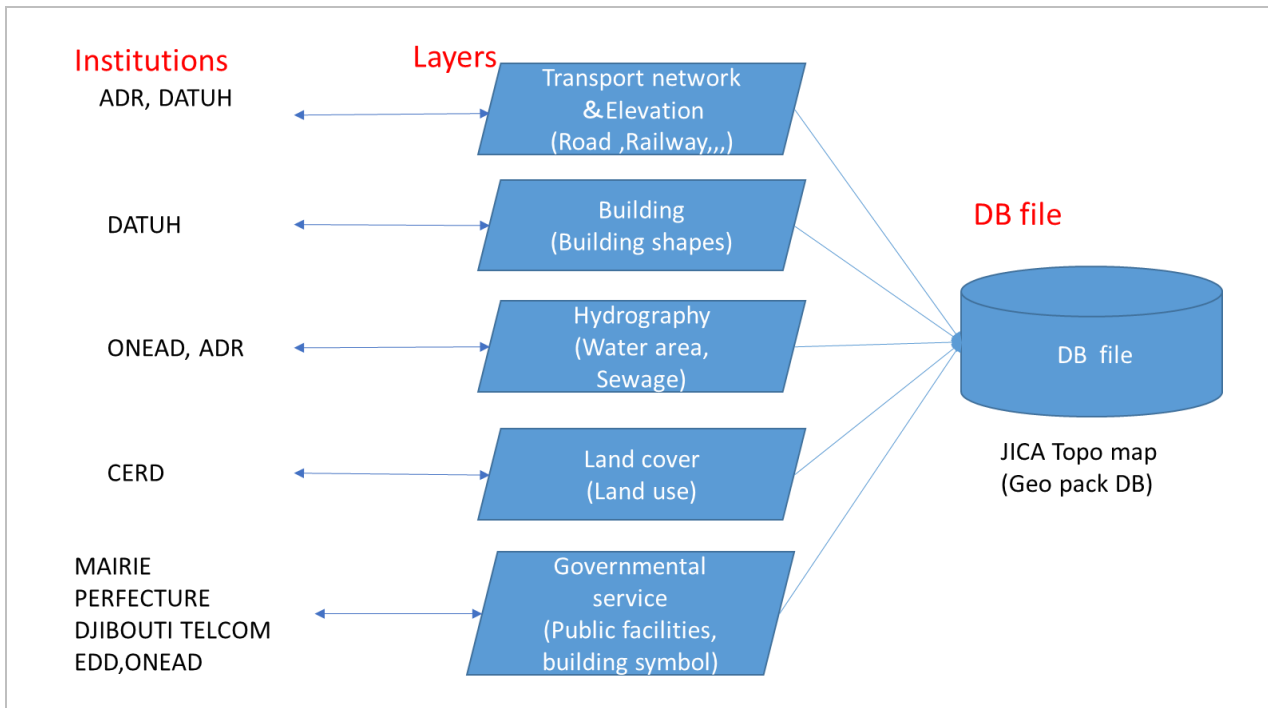 Institutions
Layers
ADR, DATUH
Transport network
&Elevation
(Road ,Railway,,,)
DATUH
Building
(Building shapes)
DB file
ONEAD, ADR
Hydrography
(Water area,
Sewage)
DB  file
CERD
Land cover
(Land use)
JICA Topo map
(Geo pack DB)
MAIRIE
PERFECTURE
DJIBOUTI TELCOM
EDD,ONEAD
Governmental
service
(Public facilities,
building symbol)